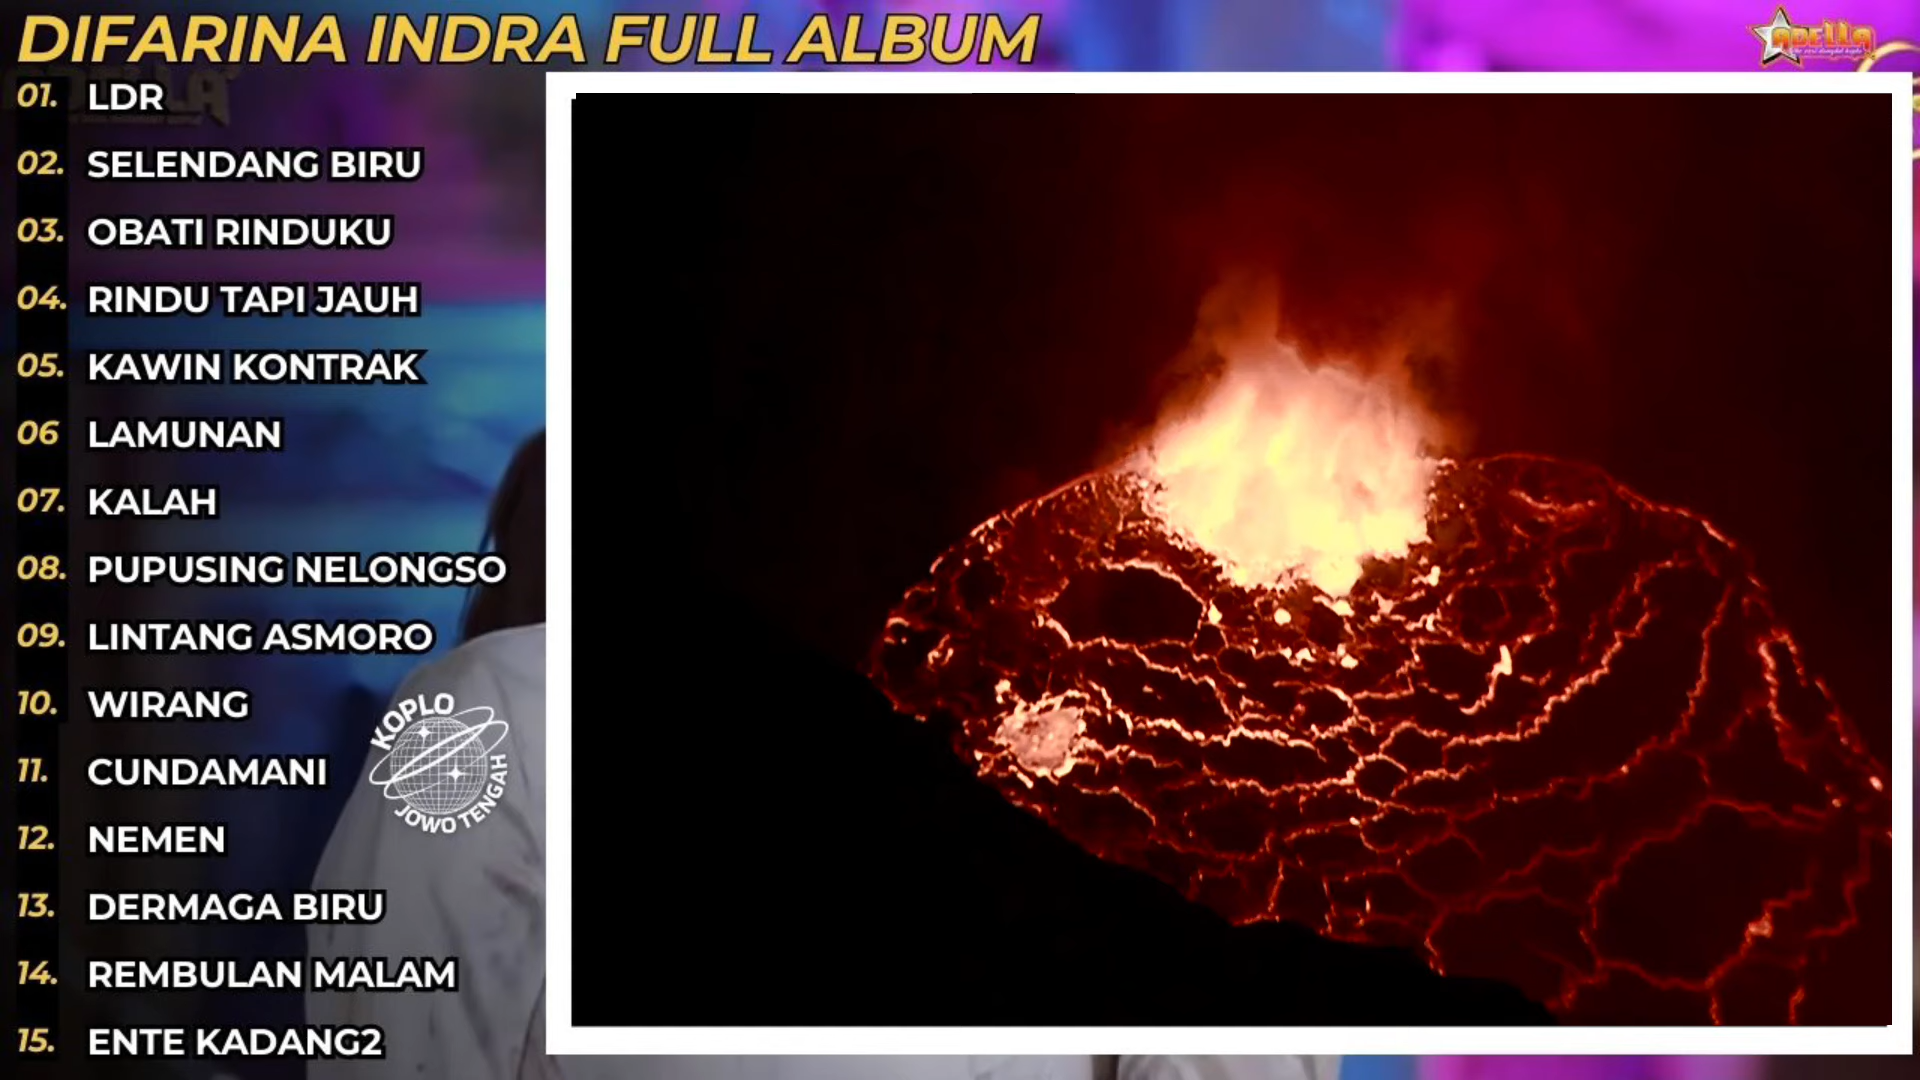 DIFARINA INDRA FULL ALBUM
ADELLA
01. LDR
02. SELENDANG BIRU
03. OBATI RINDUKU
04. RINDU TAPI JAUH
05. KAWIN KONTRAK
06 LAMUNAN
07. KALAH
08. PUPUSING NELONGSO
09. LINTANG ASMORO
10. WIRANG
11. CUNDAMANI
12. NEMEN
13. DERMAGA BIRU
14. REMBULAN MALAM
15. ENTE KADANG2
KOPLO
JOWO TENGAH